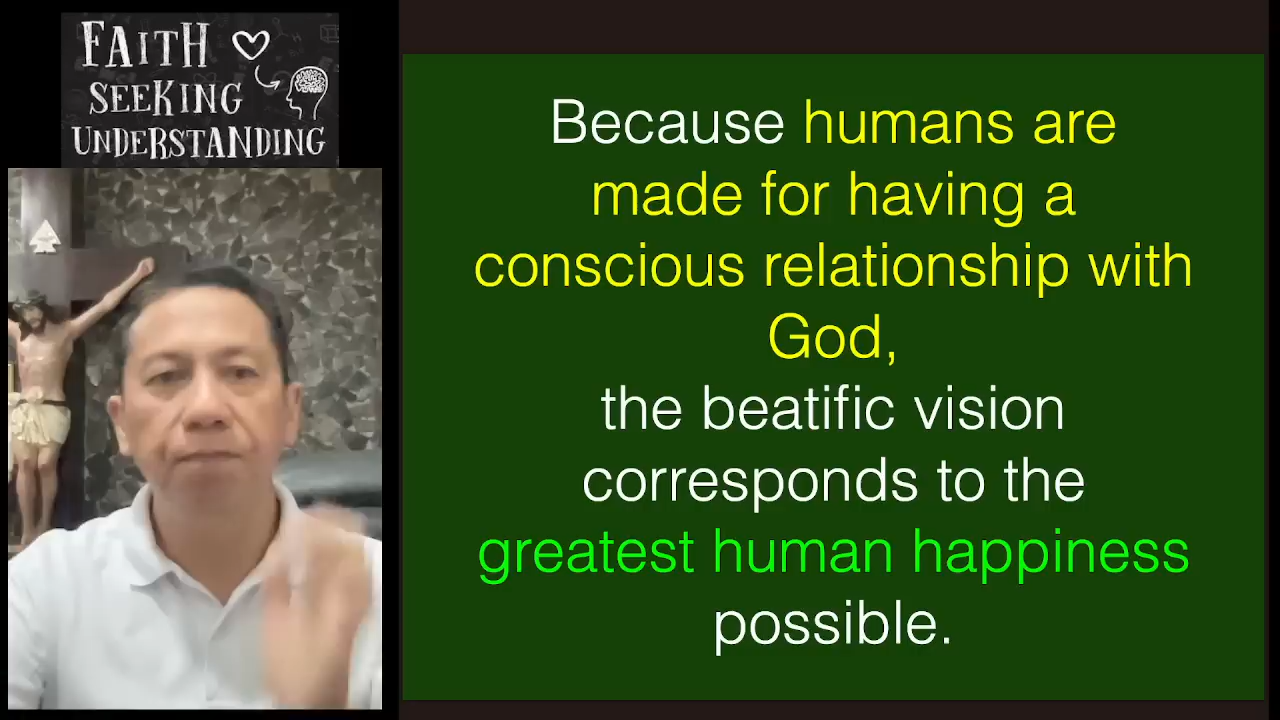 FAITH
SEEKING
UNDERSTANDING
Because humans are
made for having a
conscious relationship with
God,
the beatific vision
corresponds to the
greatest human happiness
possible.